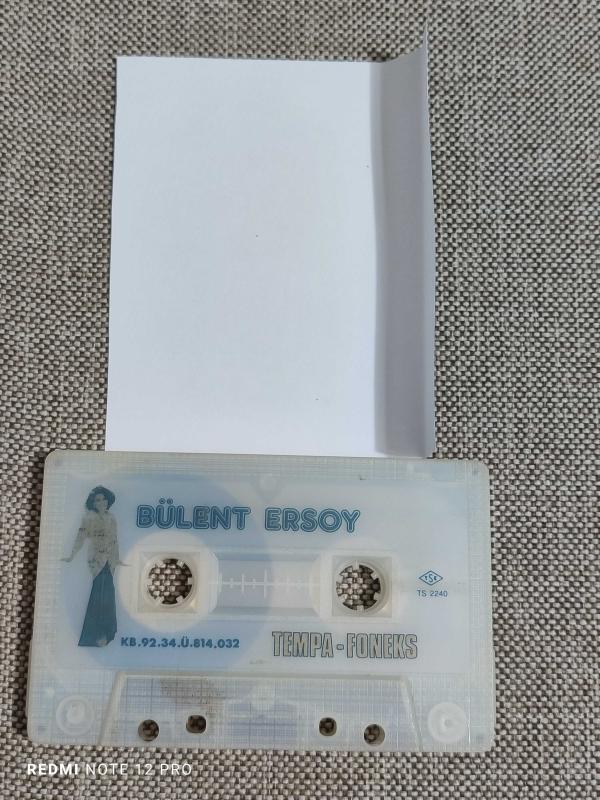 BÜLENT ERSOY
TSE
TS 2240
KB.92.34.Ü.814.032
TEMPA-FONEKS
REDMI NOTE 12 PRO